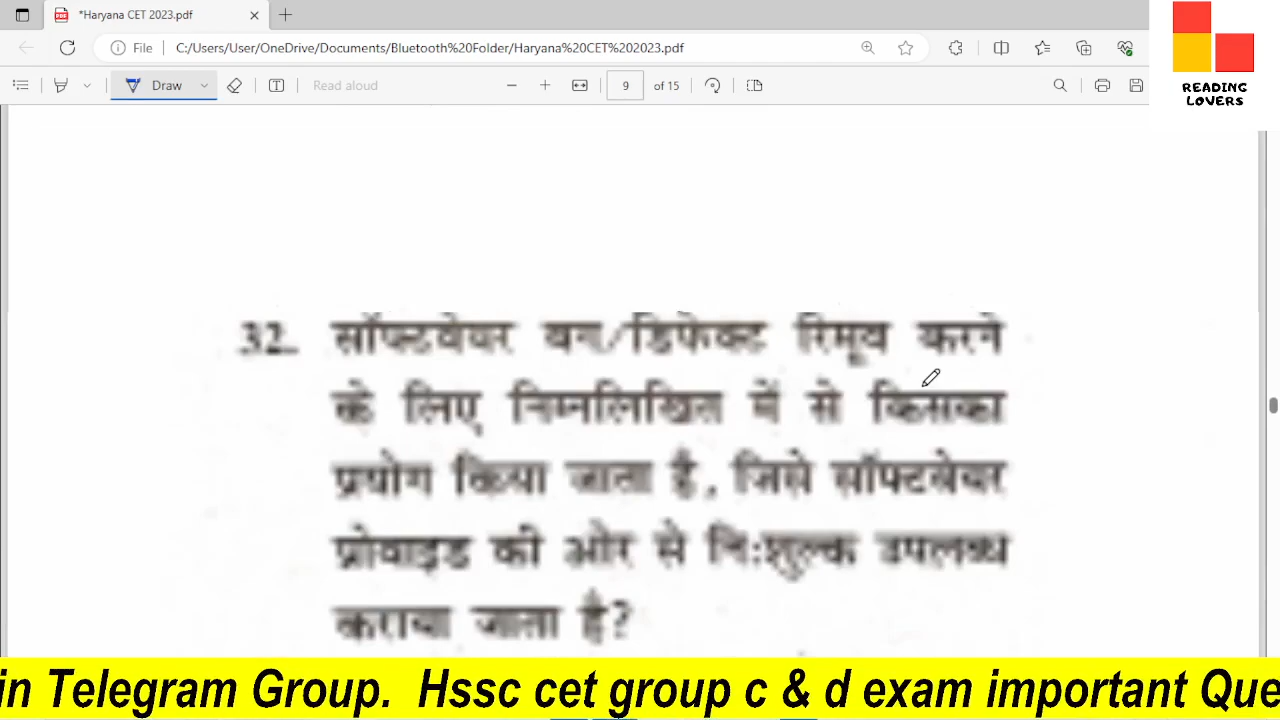 *Haryana CET 2023.pdf
File C:/Users/User/OneDrive/Documents/Bluetooth%20Folder/Haryana%20CET%202023.pdf
Draw Read aloud 9 of 15
READING
LOVERS
32. सॉफ्टवेयर बग/डिफेक्ट रिमूव करने
के लिए निम्नलिखित में से किसका
प्रयोग किया जाता है, जिसे सॉफ्टवेयर
प्रोवाइड की ओर से निःशुल्क उपलब्ध
कराया जाता है?
in Telegram Group. Hssc cet group c & d exam important Que